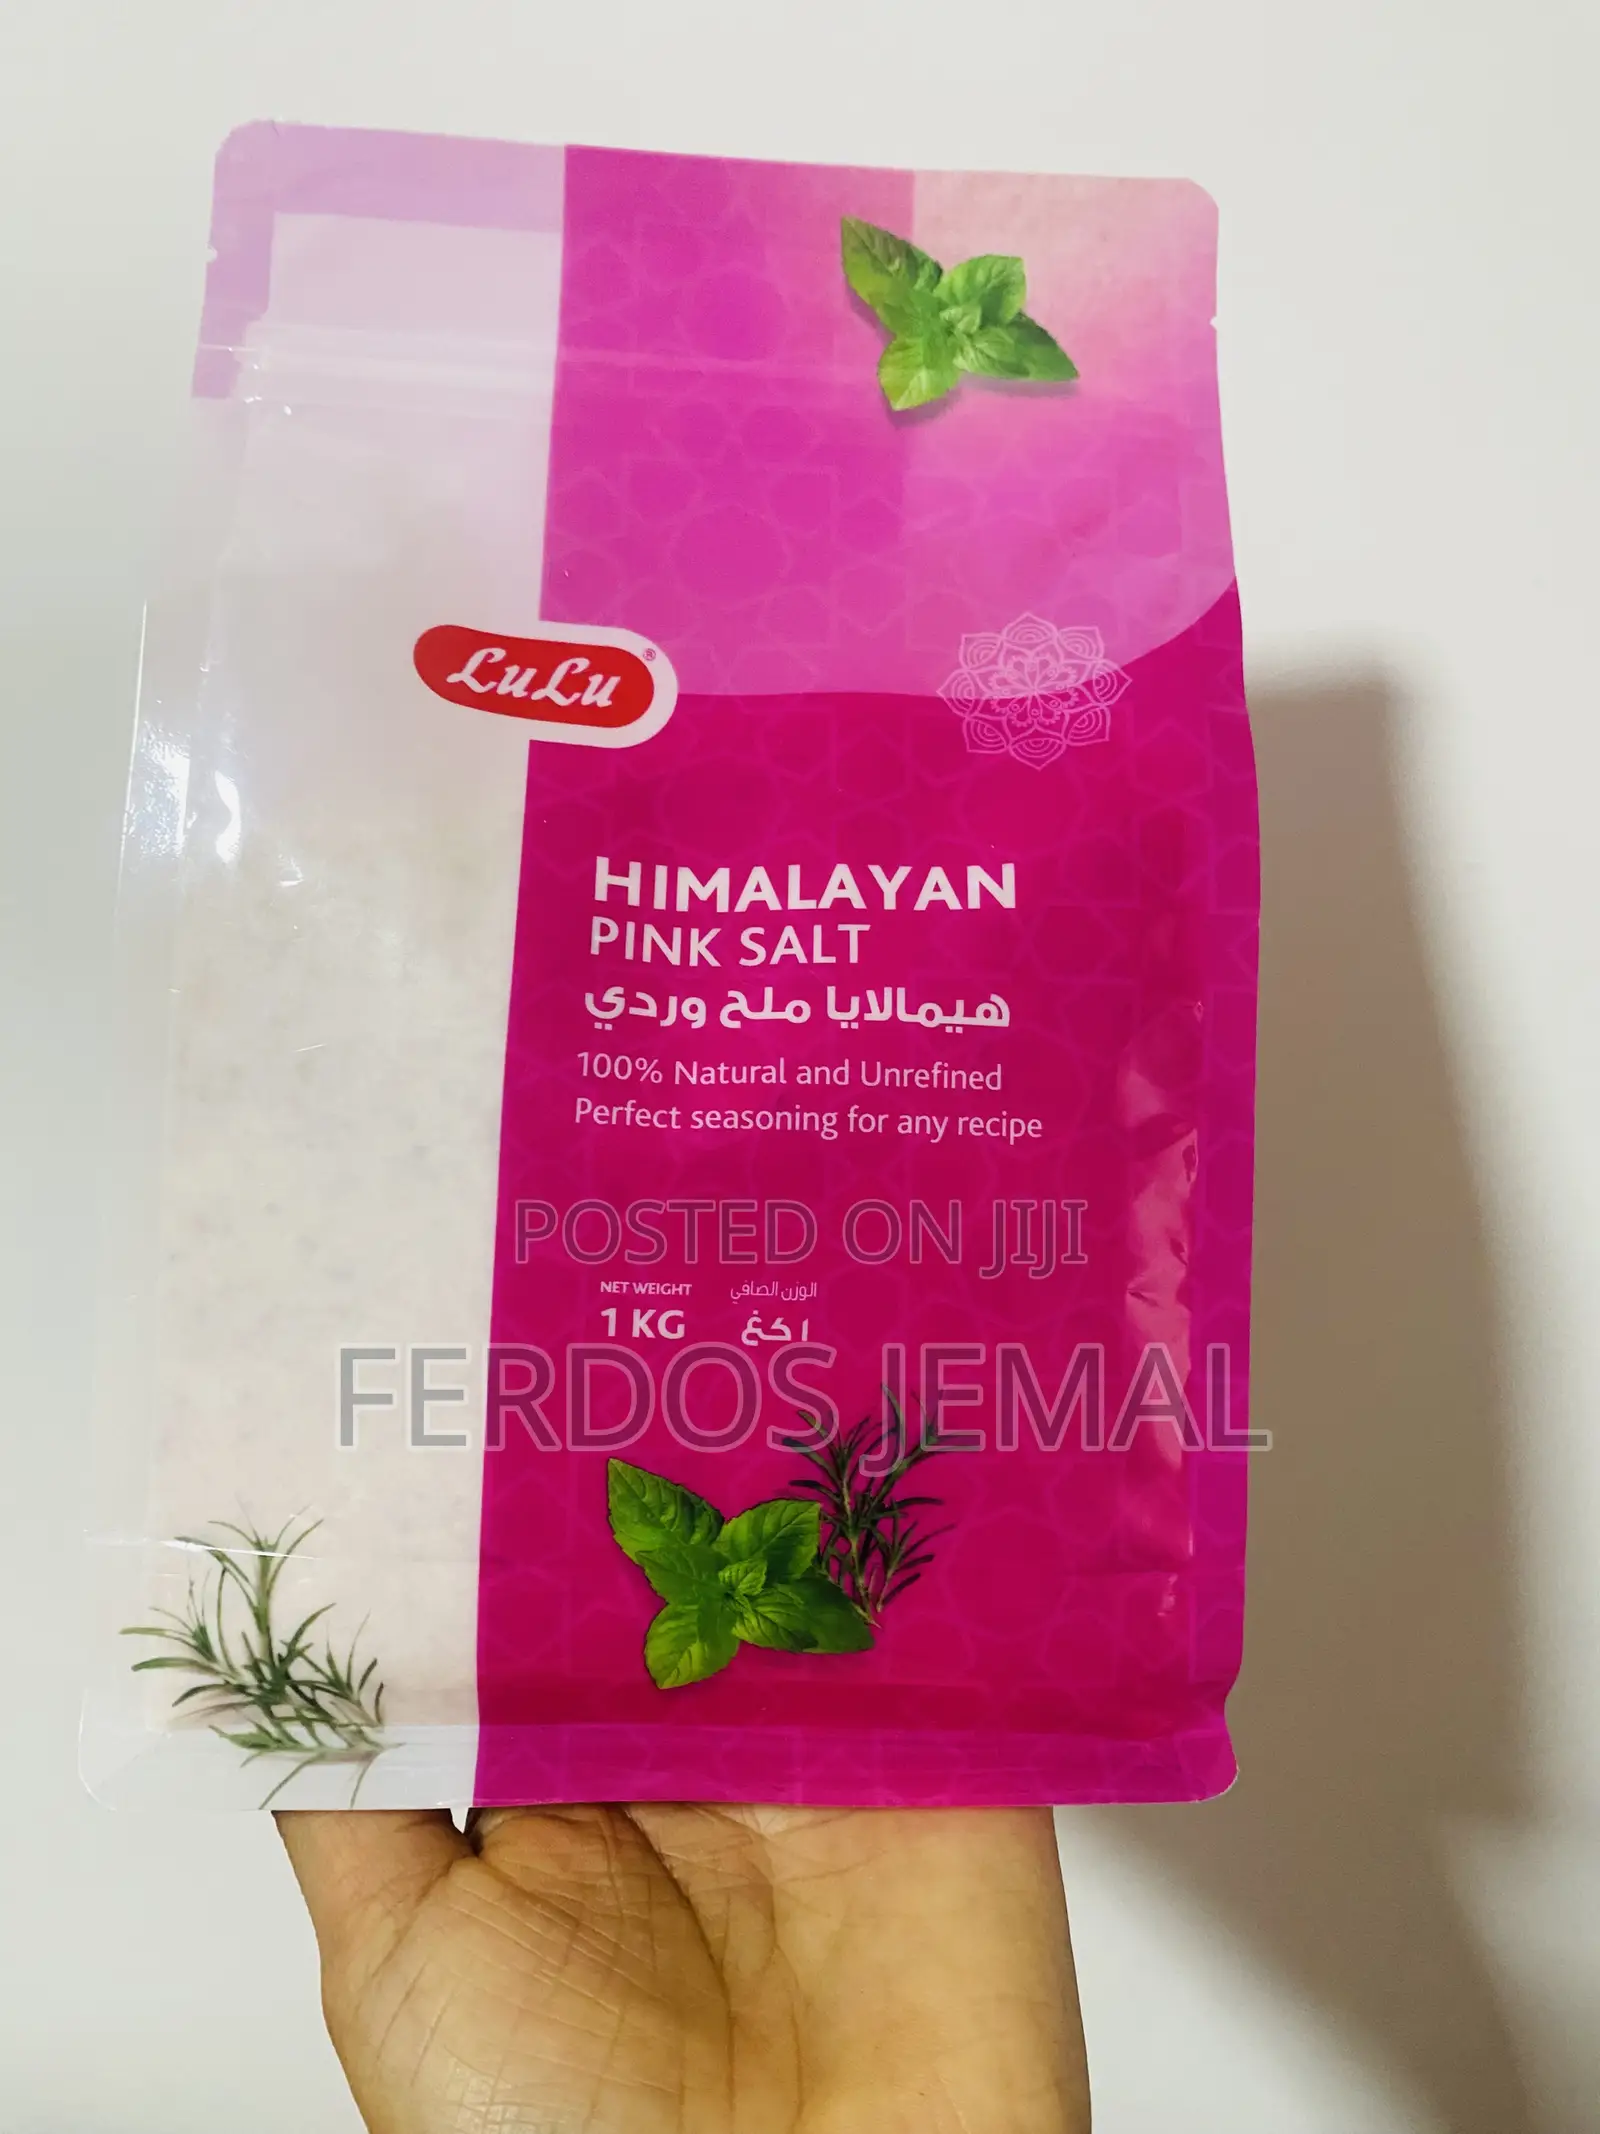 LuLu®
HIMALAYAN
PINK SALT
هيمالايا ملح وردي
100% Natural and Unrefined
Perfect seasoning for any recipe
POSTED ON JIJI
NET WEIGHT الوزن الصافي
1 KG ١ كغ
FERDOS JEMAL